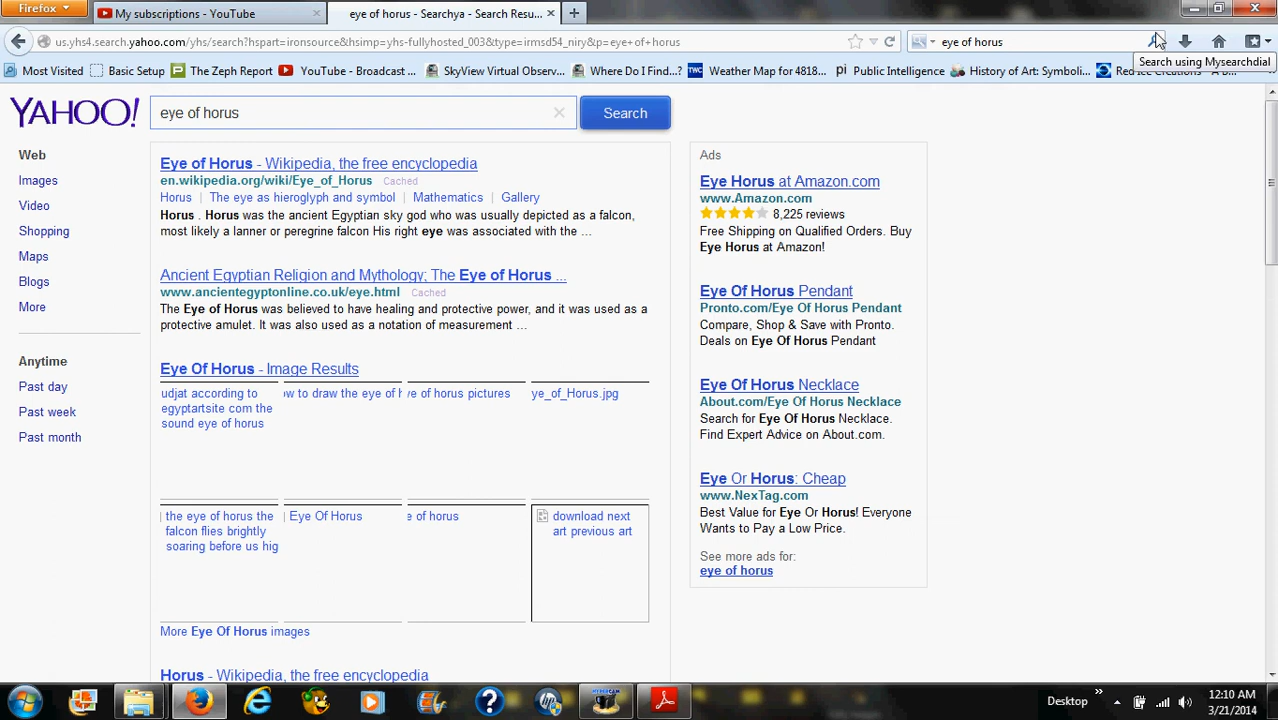 Firefox
My subscriptions - YouTube
eye of horus - Searchya - Search Resu...
us.yhs4.search.yahoo.com/yhs/search?hspart=ironsource&hsimp=yhs-fullyhosted_003&type=irmsd54_niry&p=eye+of+horus
eye of horus
Search using Mysearchdial
Most Visited
Basic Setup
The Zeph Report
YouTube - Broadcast ...
SkyView Virtual Observ...
Where Do I Find...?
Weather Map for 4818...
Public Intelligence
History of Art: Symboli...
YAHOO!
eye of horus
Search
Web
Images
Video
Shopping
Maps
Blogs
More
Anytime
Past day
Past week
Past month
Eye of Horus - Wikipedia, the free encyclopedia
en.wikipedia.org/wiki/Eye_of_Horus Cached
Horus | The eye as hieroglyph and symbol | Mathematics | Gallery
Horus . Horus was the ancient Egyptian sky god who was usually depicted as a falcon,
most likely a lanner or peregrine falcon His right eye was associated with the ...
Ancient Egyptian Religion and Mythology; The Eye of Horus ...
www.ancientegyptonline.co.uk/eye.html Cached
The Eye of Horus was believed to have healing and protective power, and it was used as a
protective amulet. It was also used as a notation of measurement ...
Eye Of Horus - Image Results
udjat according to
egyptartsite com the
sound eye of horus
ow to draw the eye of h
ve of horus pictures
ye_of_Horus.jpg
the eye of horus the
falcon flies brightly
soaring before us hig
Eye Of Horus
e of horus
download next
art previous art
More Eye Of Horus images
Horus - Wikipedia, the free encyclopedia
Ads
Eye Horus at Amazon.com
www.Amazon.com
8,225 reviews
Free Shipping on Qualified Orders. Buy
Eye Horus at Amazon!
Eye Of Horus Pendant
Pronto.com/Eye Of Horus Pendant
Compare, Shop & Save with Pronto.
Deals on Eye Of Horus Pendant
Eye Of Horus Necklace
About.com/Eye Of Horus Necklace
Search for Eye Of Horus Necklace.
Find Expert Advice on About.com.
Eye Or Horus: Cheap
www.NexTag.com
Best Value for Eye Or Horus! Everyone
Wants to Pay a Low Price.
See more ads for:
eye of horus
Desktop
12:10 AM
3/21/2014